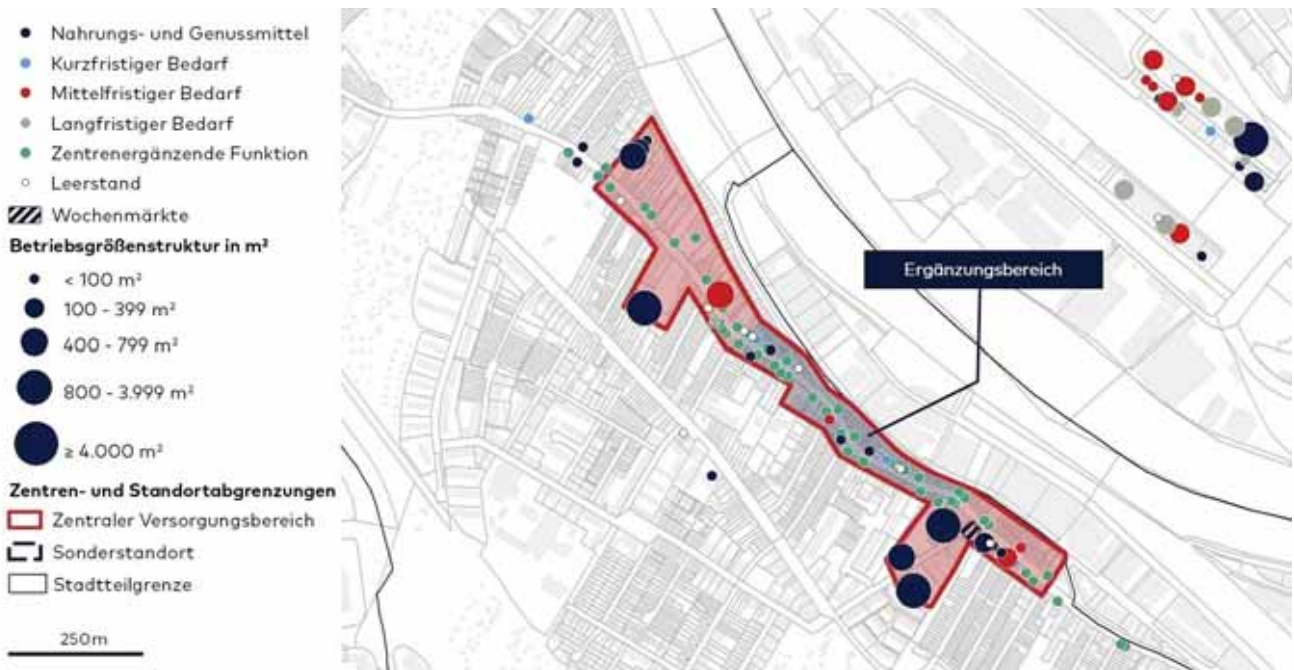 Nahrungs- und Genussmittel
Kurzfristiger Bedarf
Mittelfristiger Bedarf
Langfristiger Bedarf
Zentrenergänzende Funktion
Leerstand
Wochenmärkte
Betriebsgrößenstruktur in m²
< 100 m²
100 - 399 m²
400 - 799 m²
800 - 3.999 m²
≥ 4.000 m²
Zentren- und Standortabgrenzungen
Zentraler Versorgungsbereich
Sonderstandort
Stadtteilgrenze
250m
Ergänzungsbereich